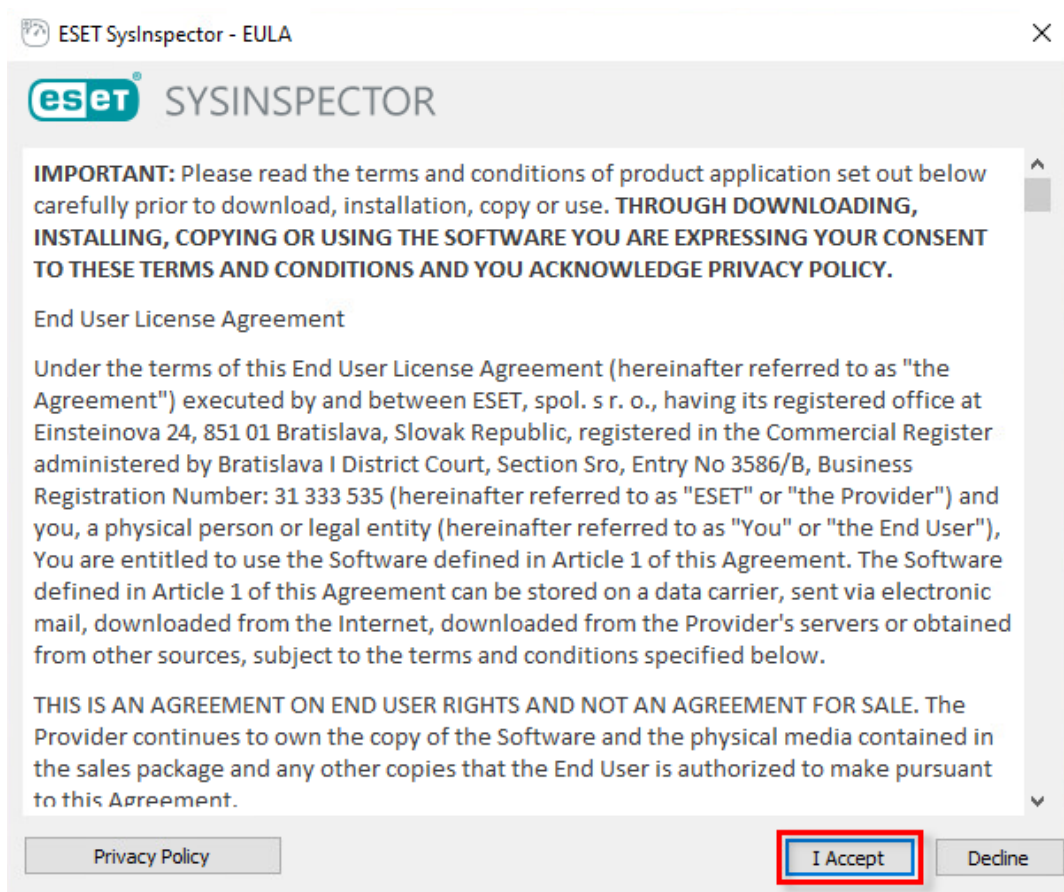 ESET SysInspector - EULA
eset® SYSINSPECTOR
IMPORTANT: Please read the terms and conditions of product application set out below
carefully prior to download, installation, copy or use. THROUGH DOWNLOADING,
INSTALLING, COPYING OR USING THE SOFTWARE YOU ARE EXPRESSING YOUR CONSENT
TO THESE TERMS AND CONDITIONS AND YOU ACKNOWLEDGE PRIVACY POLICY.
End User License Agreement
Under the terms of this End User License Agreement (hereinafter referred to as "the
Agreement") executed by and between ESET, spol. s r. o., having its registered office at
Einsteinova 24, 851 01 Bratislava, Slovak Republic, registered in the Commercial Register
administered by Bratislava I District Court, Section Sro, Entry No 3586/B, Business
Registration Number: 31 333 535 (hereinafter referred to as "ESET" or "the Provider") and
you, a physical person or legal entity (hereinafter referred to as "You" or "the End User"),
You are entitled to use the Software defined in Article 1 of this Agreement. The Software
defined in Article 1 of this Agreement can be stored on a data carrier, sent via electronic
mail, downloaded from the Internet, downloaded from the Provider's servers or obtained
from other sources, subject to the terms and conditions specified below.
THIS IS AN AGREEMENT ON END USER RIGHTS AND NOT AN AGREEMENT FOR SALE. The
Provider continues to own the copy of the Software and the physical media contained in
the sales package and any other copies that the End User is authorized to make pursuant
to this Agreement.
Privacy Policy
I Accept
Decline